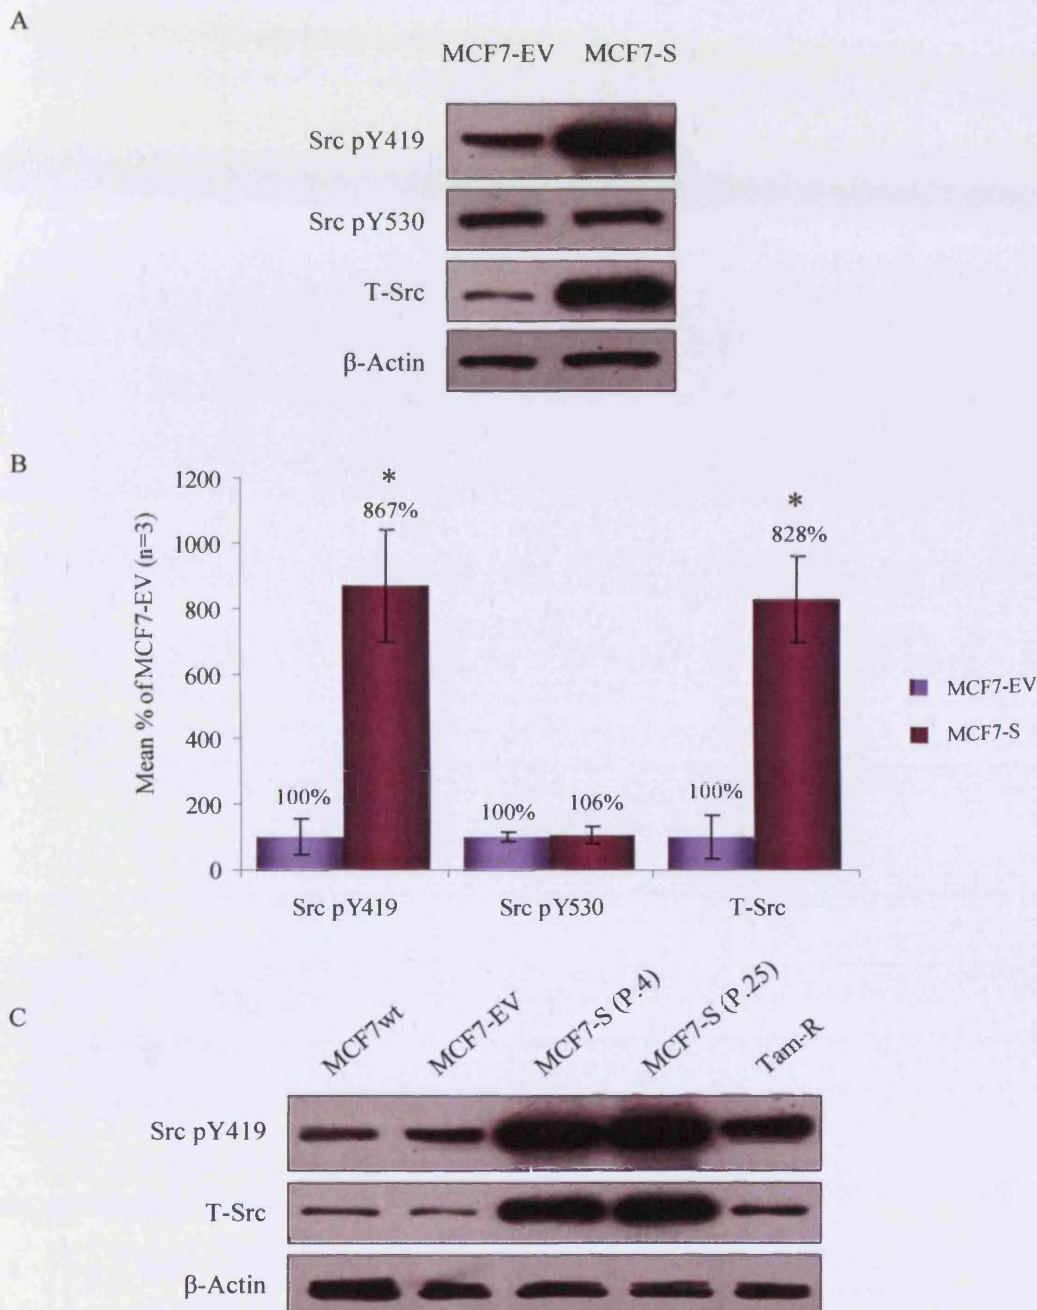 A
MCF7-EV MCF7-S
Src pY419
Src pY530
T-Src
β-Actin
B
Mean % of MCF7-EV (n=3)
1200
1000
800
600
400
200
0
*
867%
100%
100%
106%
100%
*
828%
Src pY419 Src pY530 T-Src
MCF7-EV
MCF7-S
C
MCF7wt MCF7-EV MCF7-S (P.4) MCF7-S (P.25) Tam-R
Src pY419
T-Src
β-Actin